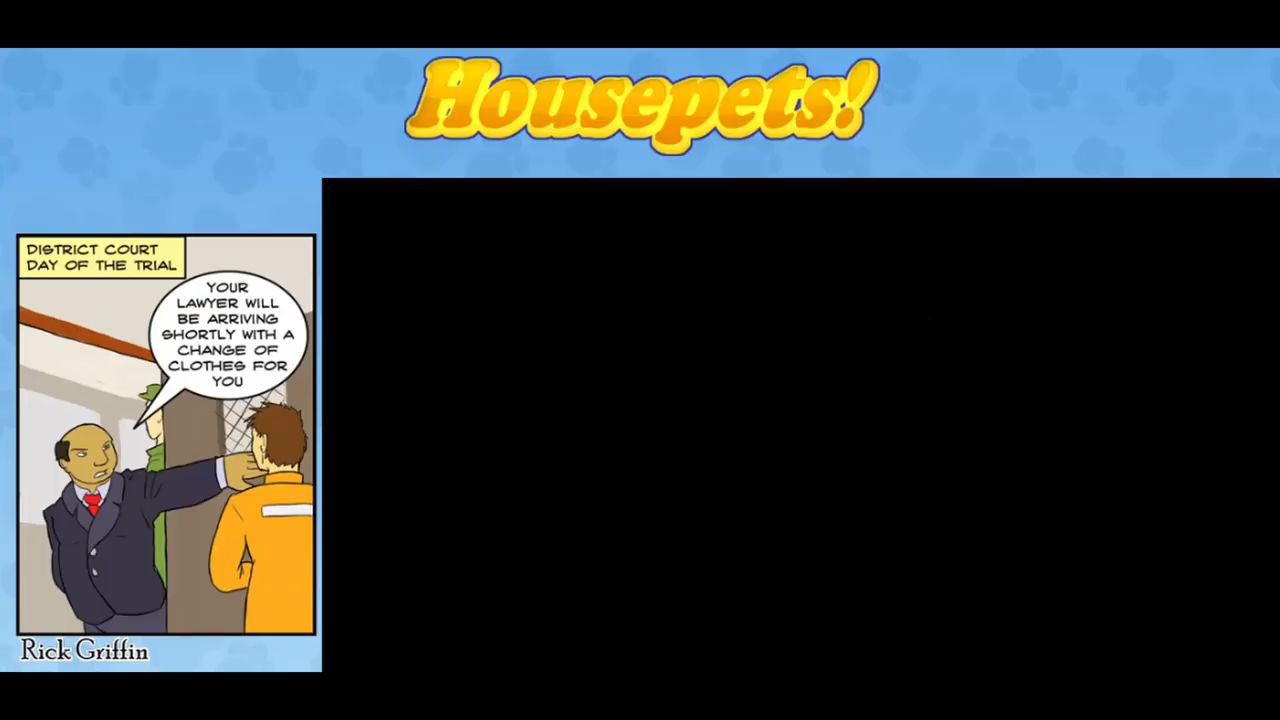 Housepets!
DISTRICT COURT
DAY OF THE TRIAL
YOUR
LAWYER WILL
BE ARRIVING
SHORTLY WITH A
CHANGE OF
CLOTHES FOR
YOU
Rick Griffin